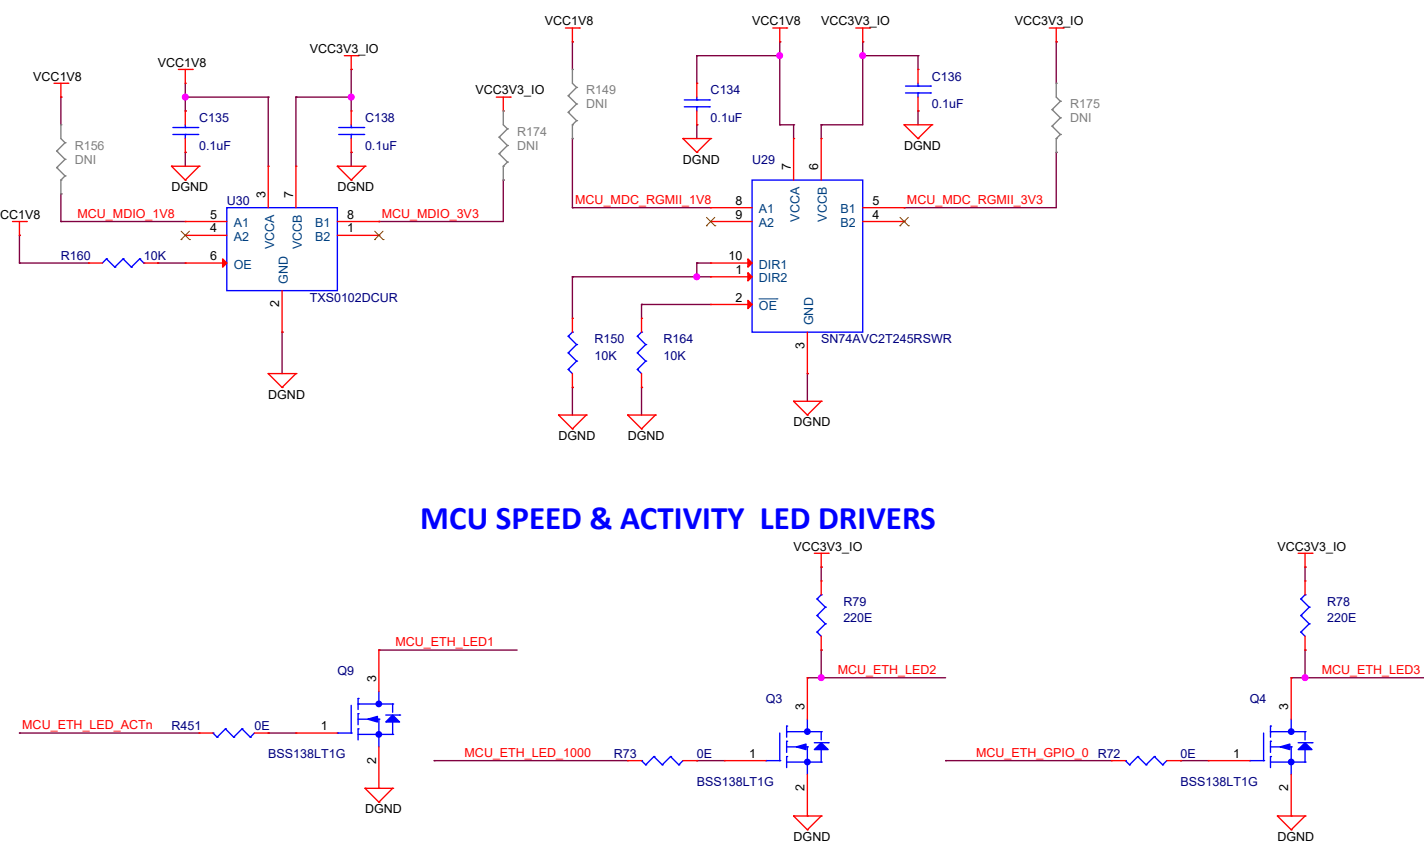 VCC1V8
VCC1V8
VCC3V3_IO
VCC3V3_IO
VCC3V3_IO
VCC1V8
VCC1V8
VCC3V3_IO
R156
DNI
C135
0.1uF
C138
0.1uF
R174
DNI
R149
DNI
C134
0.1uF
C136
0.1uF
R175
DNI
DGND
DGND
DGND
DGND
CC1V8
MCU_MDIO_1V8
U30
5
4
6
3
7
A1
A2
OE
VCCA
VCCB
GND
B1
B2
8
1
2
MCU_MDIO_3V3
R160
10K
TXS0102DCUR
DGND
MCU_MDC_RGMII_1V8
U29
8
9
10
1
2
7
6
A1
A2
DIR1
DIR2
OE
VCCA
VCCB
GND
B1
B2
5
4
3
MCU_MDC_RGMII_3V3
SN74AVC2T245RSWR
R150
10K
R164
10K
DGND
DGND
DGND
MCU SPEED & ACTIVITY LED DRIVERS
MCU_ETH_LED1
Q9
3
MCU_ETH_LED_ACTn
R451
0E
1
BSS138LT1G
2
DGND
VCC3V3_IO
R79
220E
MCU_ETH_LED2
Q3
3
MCU_ETH_LED_1000
R73
0E
1
BSS138LT1G
2
DGND
VCC3V3_IO
R78
220E
MCU_ETH_LED3
Q4
3
MCU_ETH_GPIO_0
R72
0E
1
BSS138LT1G
2
DGND